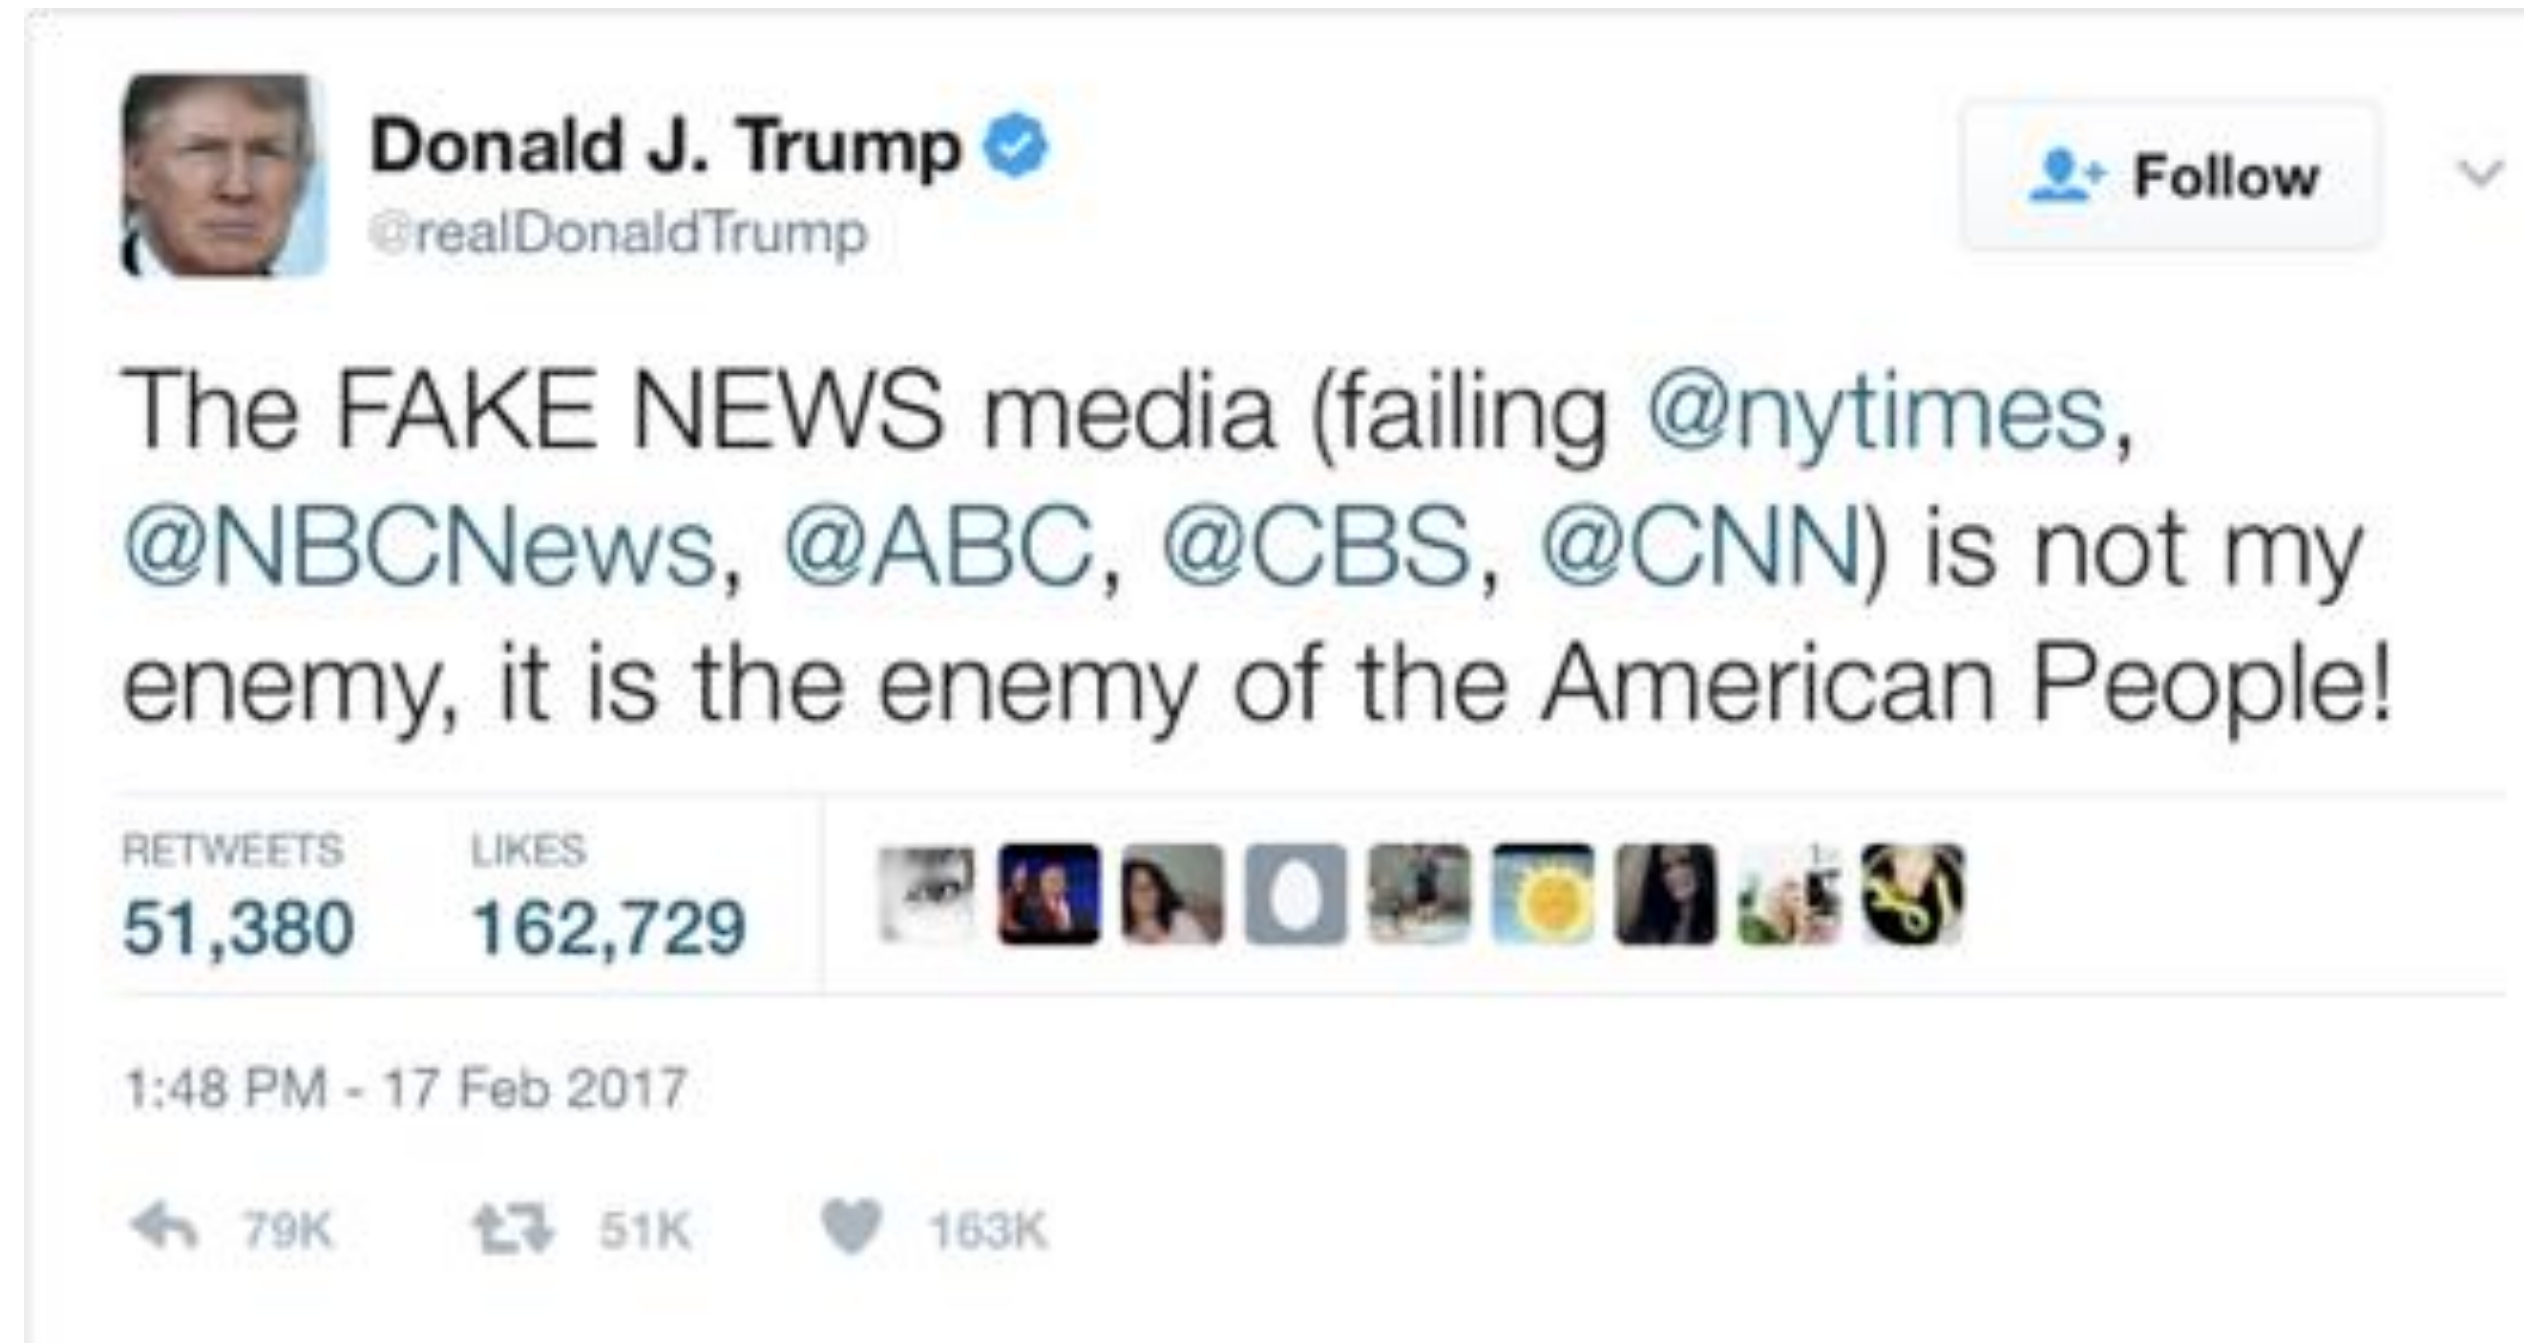 Donald J. Trump
@realDonaldTrump
Follow
The FAKE NEWS media (failing @nytimes,
@NBCNews, @ABC, @CBS, @CNN) is not my
enemy, it is the enemy of the American People!
RETWEETS LIKES
51,380 162,729
1:48 PM - 17 Feb 2017
79K 51K 163K